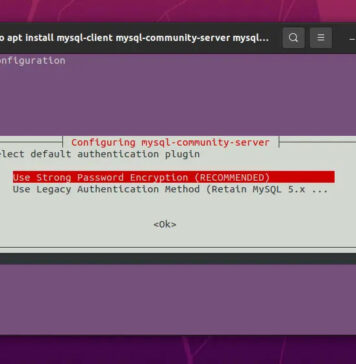 o apt install mysql-client mysql-community-server mysql...
onfiguration
Configuring mysql-community-server
elect default authentication plugin
Use Strong Password Encryption (RECOMMENDED)
Use Legacy Authentication Method (Retain MySQL 5.x ...
<Ok>